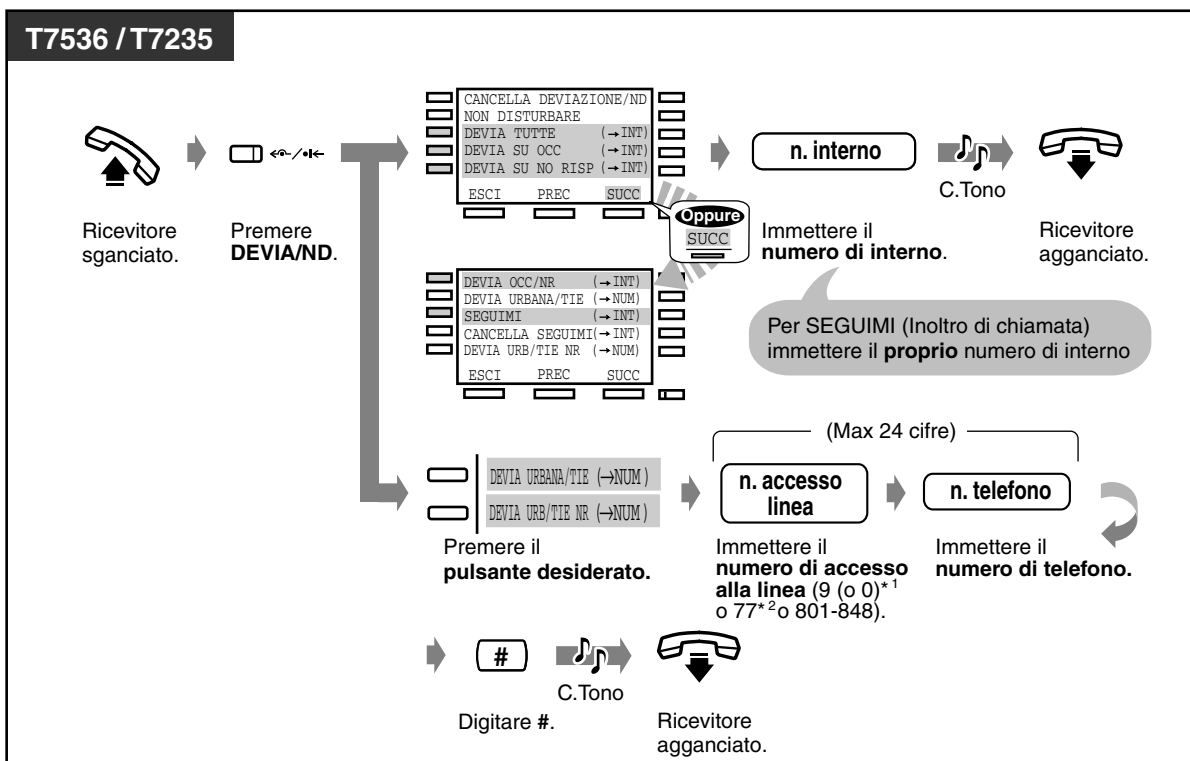 T7536 / T7235
CANCELLA DEVIAZIONE/ND
NON DISTURBARE
DEVIA TUTTE (→INT)
DEVIA SU OCC (→INT)
DEVIA SU NO RISP (→INT)
ESCI PREC SUCC
Oppure
SUCC
n. interno
C.Tono
Ricevitore
sganciato.
Premere
DEVIA/ND.
Immettere il
numero di interno.
Ricevitore
agganciato.
DEVIA OCC/NR (→INT)
DEVIA URBANA/TIE (→NUM)
SEGUIMI (→INT)
CANCELLA SEGUIMI(→INT)
DEVIA URB/TIE NR (→NUM)
ESCI PREC SUCC
Per SEGUIMI (Inoltro di chiamata)
immettere il proprio numero di interno
(Max 24 cifre)
DEVIA URBANA/TIE (→NUM)
DEVIA URB/TIE NR (→NUM)
n. accesso
linea
n. telefono
Premere il
pulsante desiderato.
Immettere il
numero di accesso
alla linea (9 (o 0)*1
o 77*2 o 801-848).
Immettere il
numero di telefono.
#
C.Tono
Digitare #.
Ricevitore
agganciato.